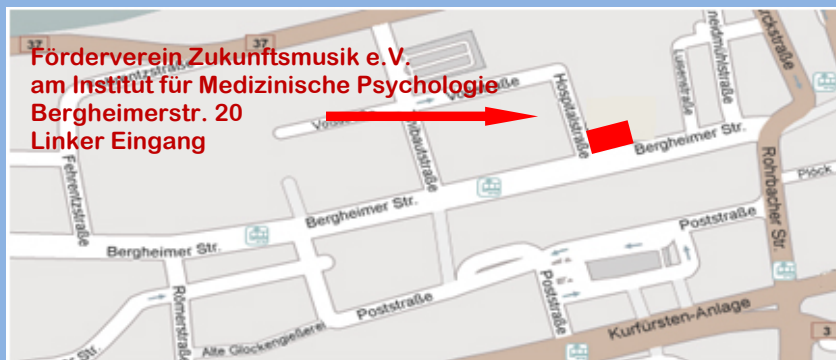 37
37
Förderverein Zukunftsmusik e.V.
am Institut für Medizinische Psychologie
Bergheimerstr. 20
Linker Eingang
Hospitalstraße
Luisenstraße
Bergheimer Str.
Fehrentzstraße
Bergheimer Str.
Bergheimer Str.
Rohrbacher Str.
Plöck
Poststraße
Poststraße
Poststraße
Römerstraße
Alte Glockengießerei
Kurfürsten-Anlage
3